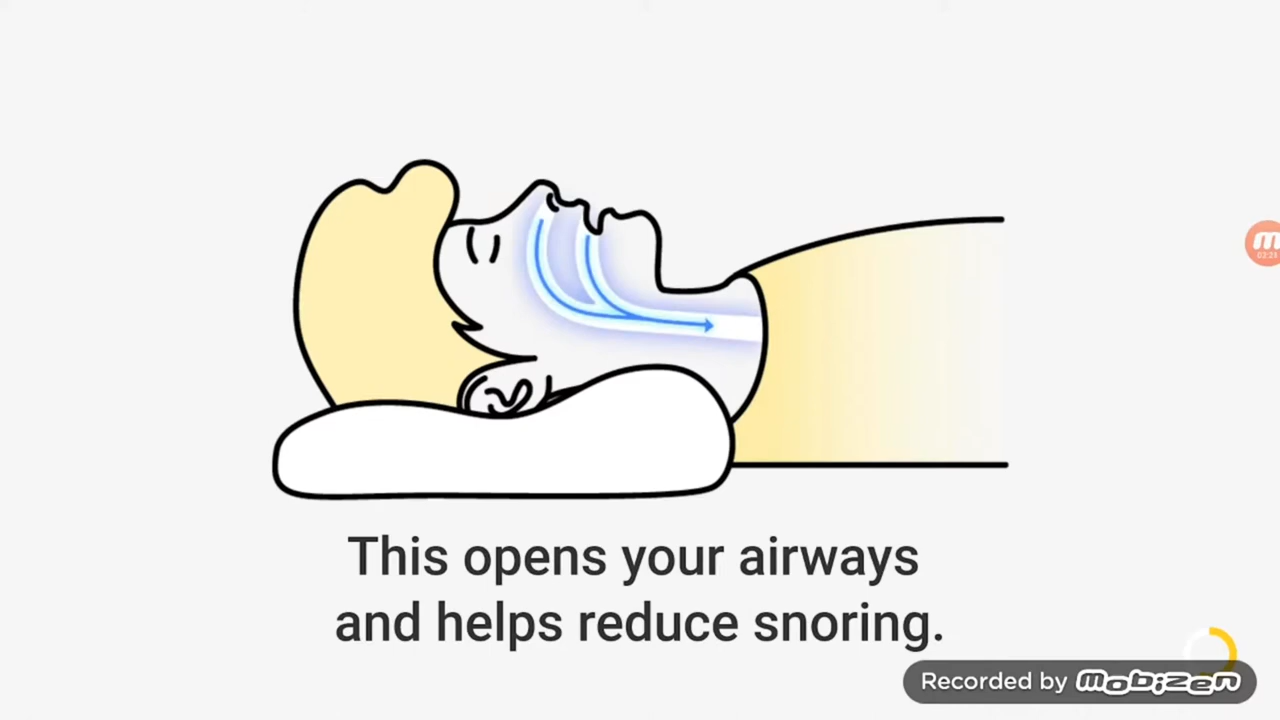 This opens your airways
and helps reduce snoring.
Recorded by mobizen